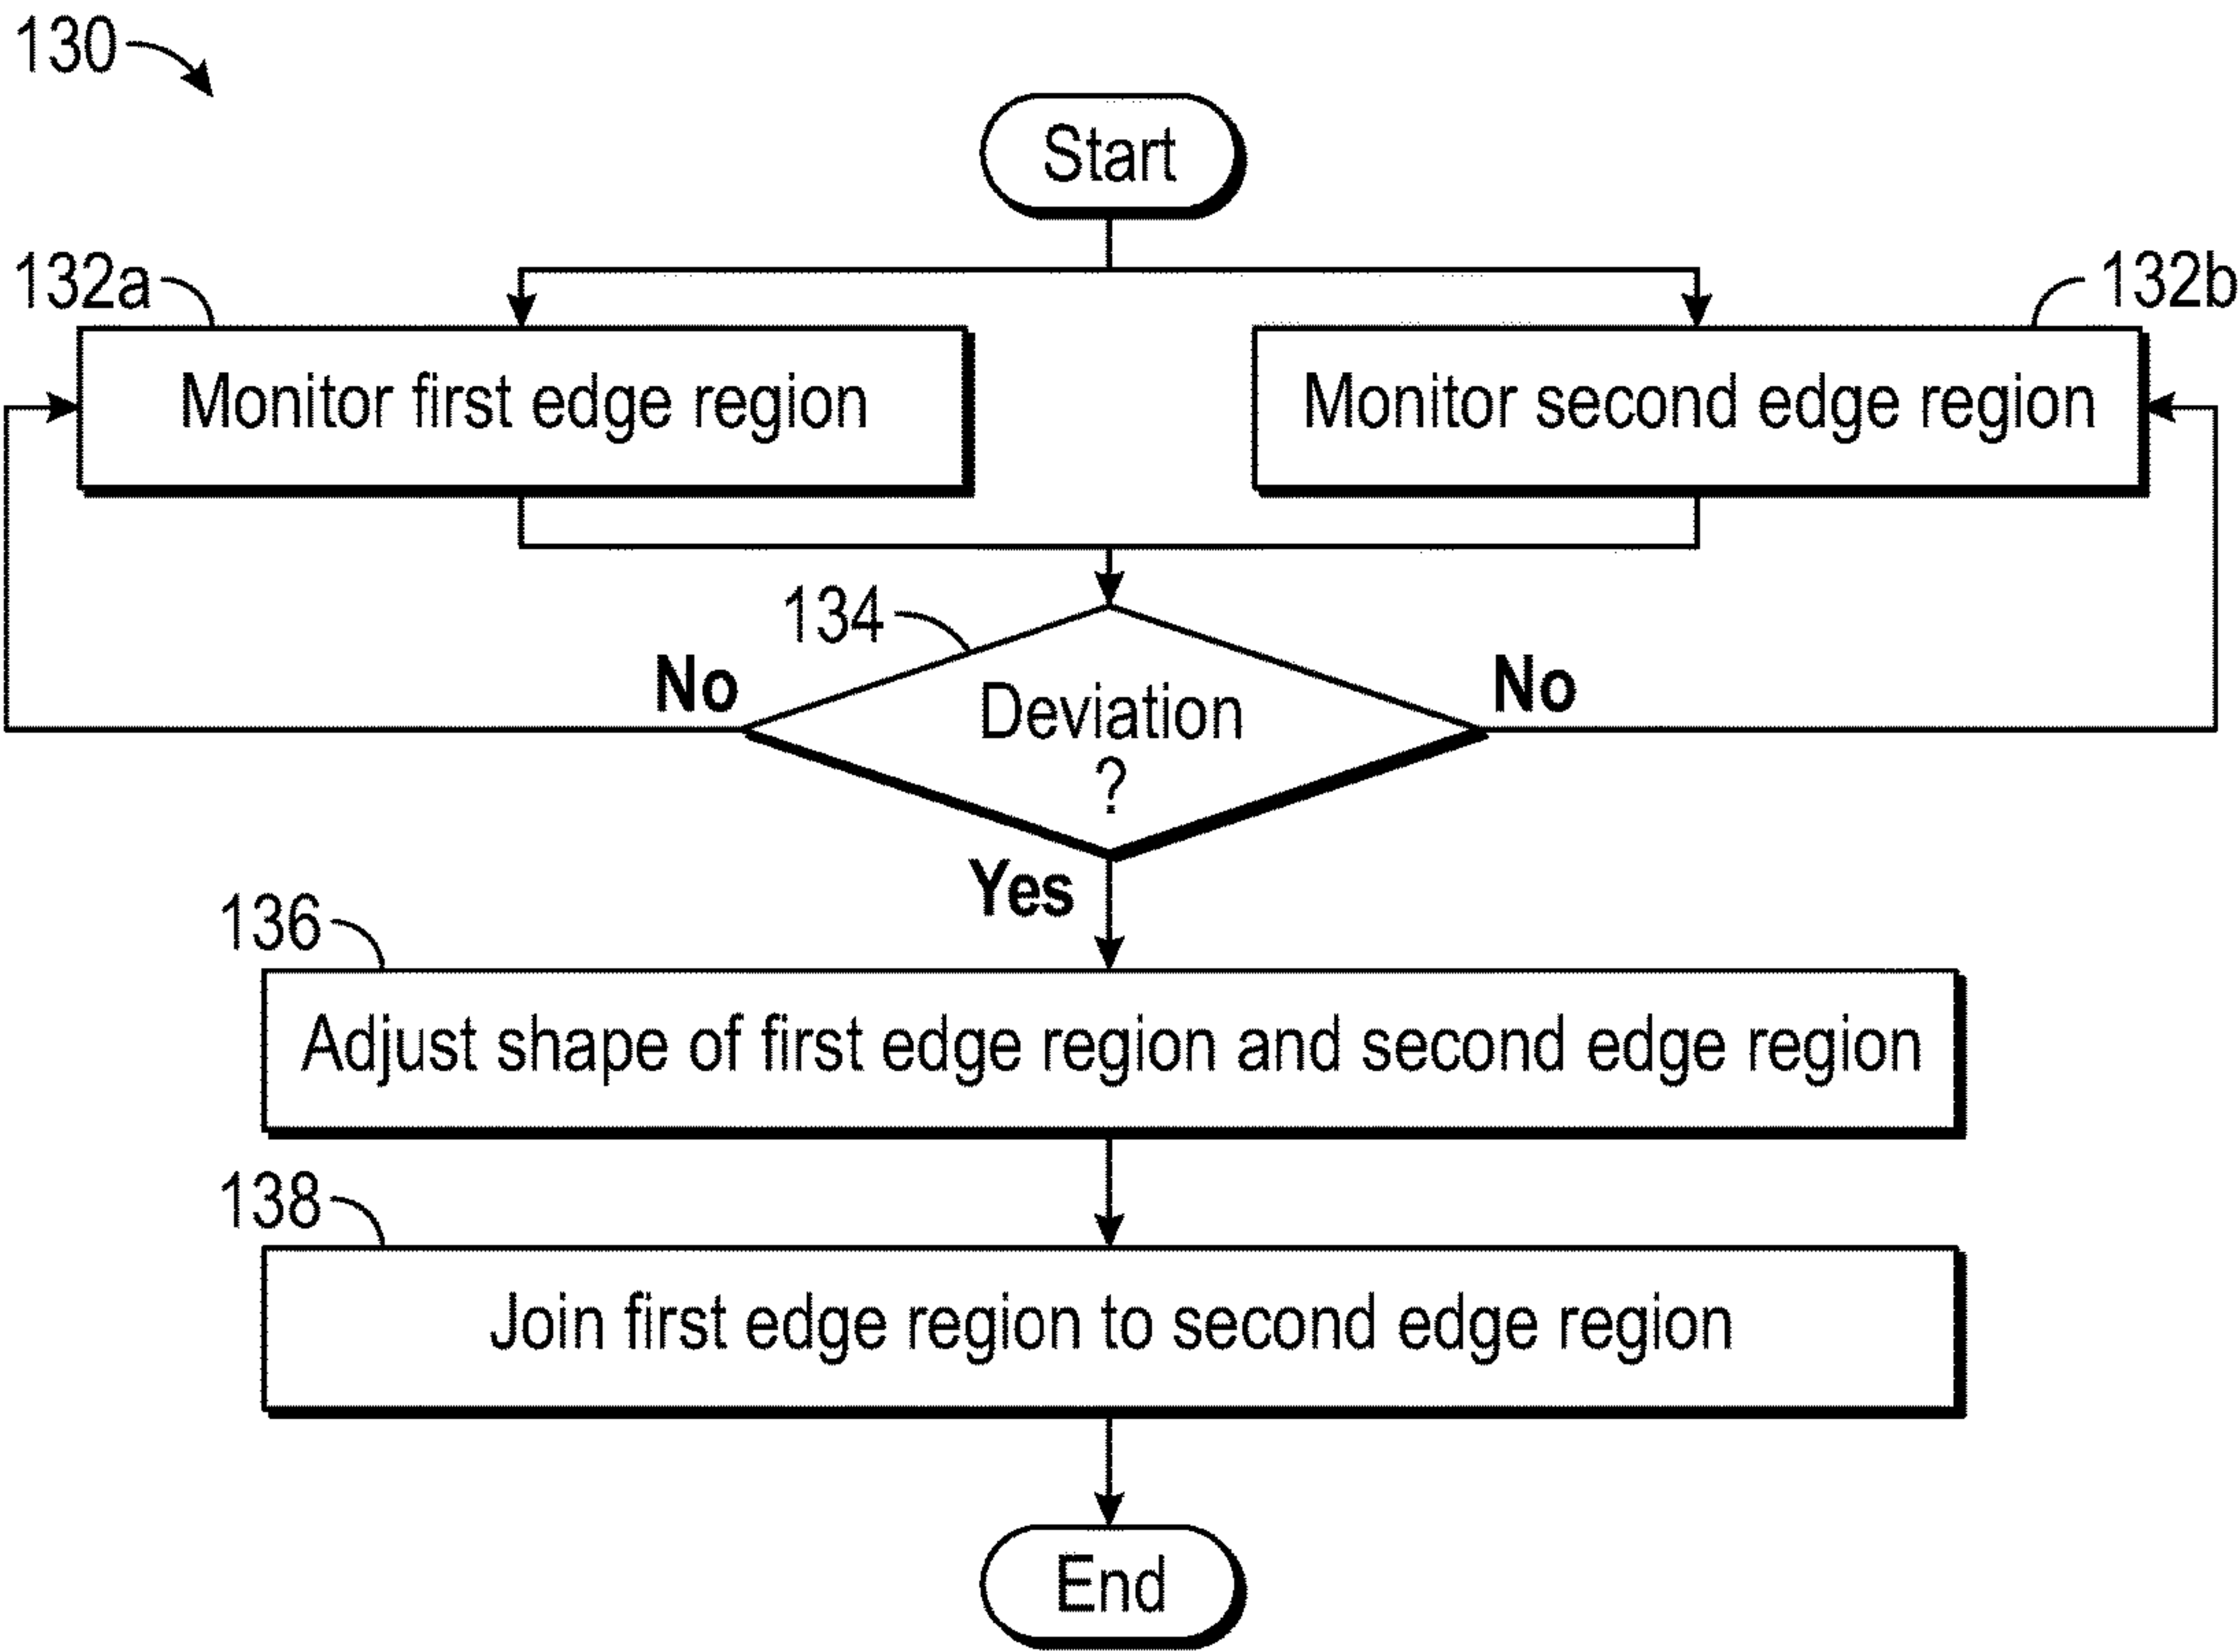 130
Start
132a
132b
Monitor first edge region
Monitor second edge region
134
No
No
Deviation
?
Yes
136
Adjust shape of first edge region and second edge region
138
Join first edge region to second edge region
End